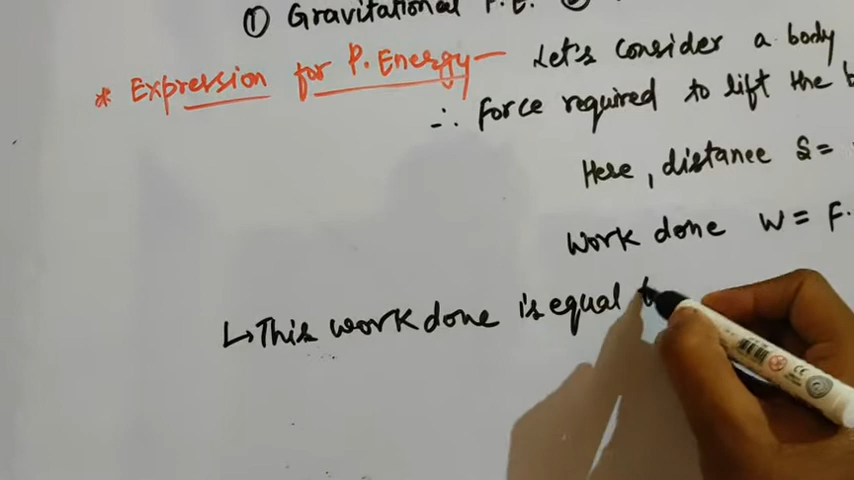 ① Gravitational P.E. ②
* Expression for P. Energy — Let's consider a body
∴ Force required to lift the
Here, distance S =
Work done W = F.
↳ This work done is equal